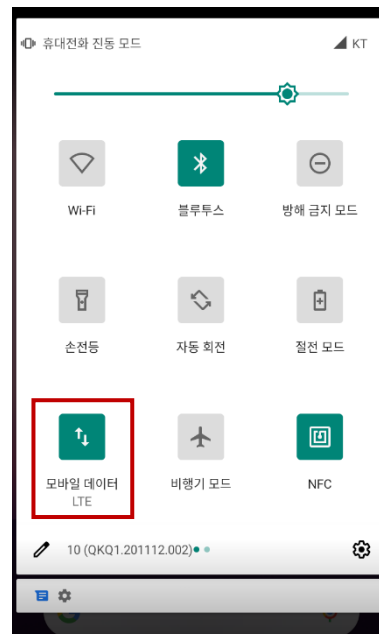 휴대전화 진동 모드
KT
Wi-Fi
블루투스
방해 금지 모드
손전등
자동 회전
절전 모드
모바일 데이터
LTE
비행기 모드
NFC
10 (QKQ1.201112.002)